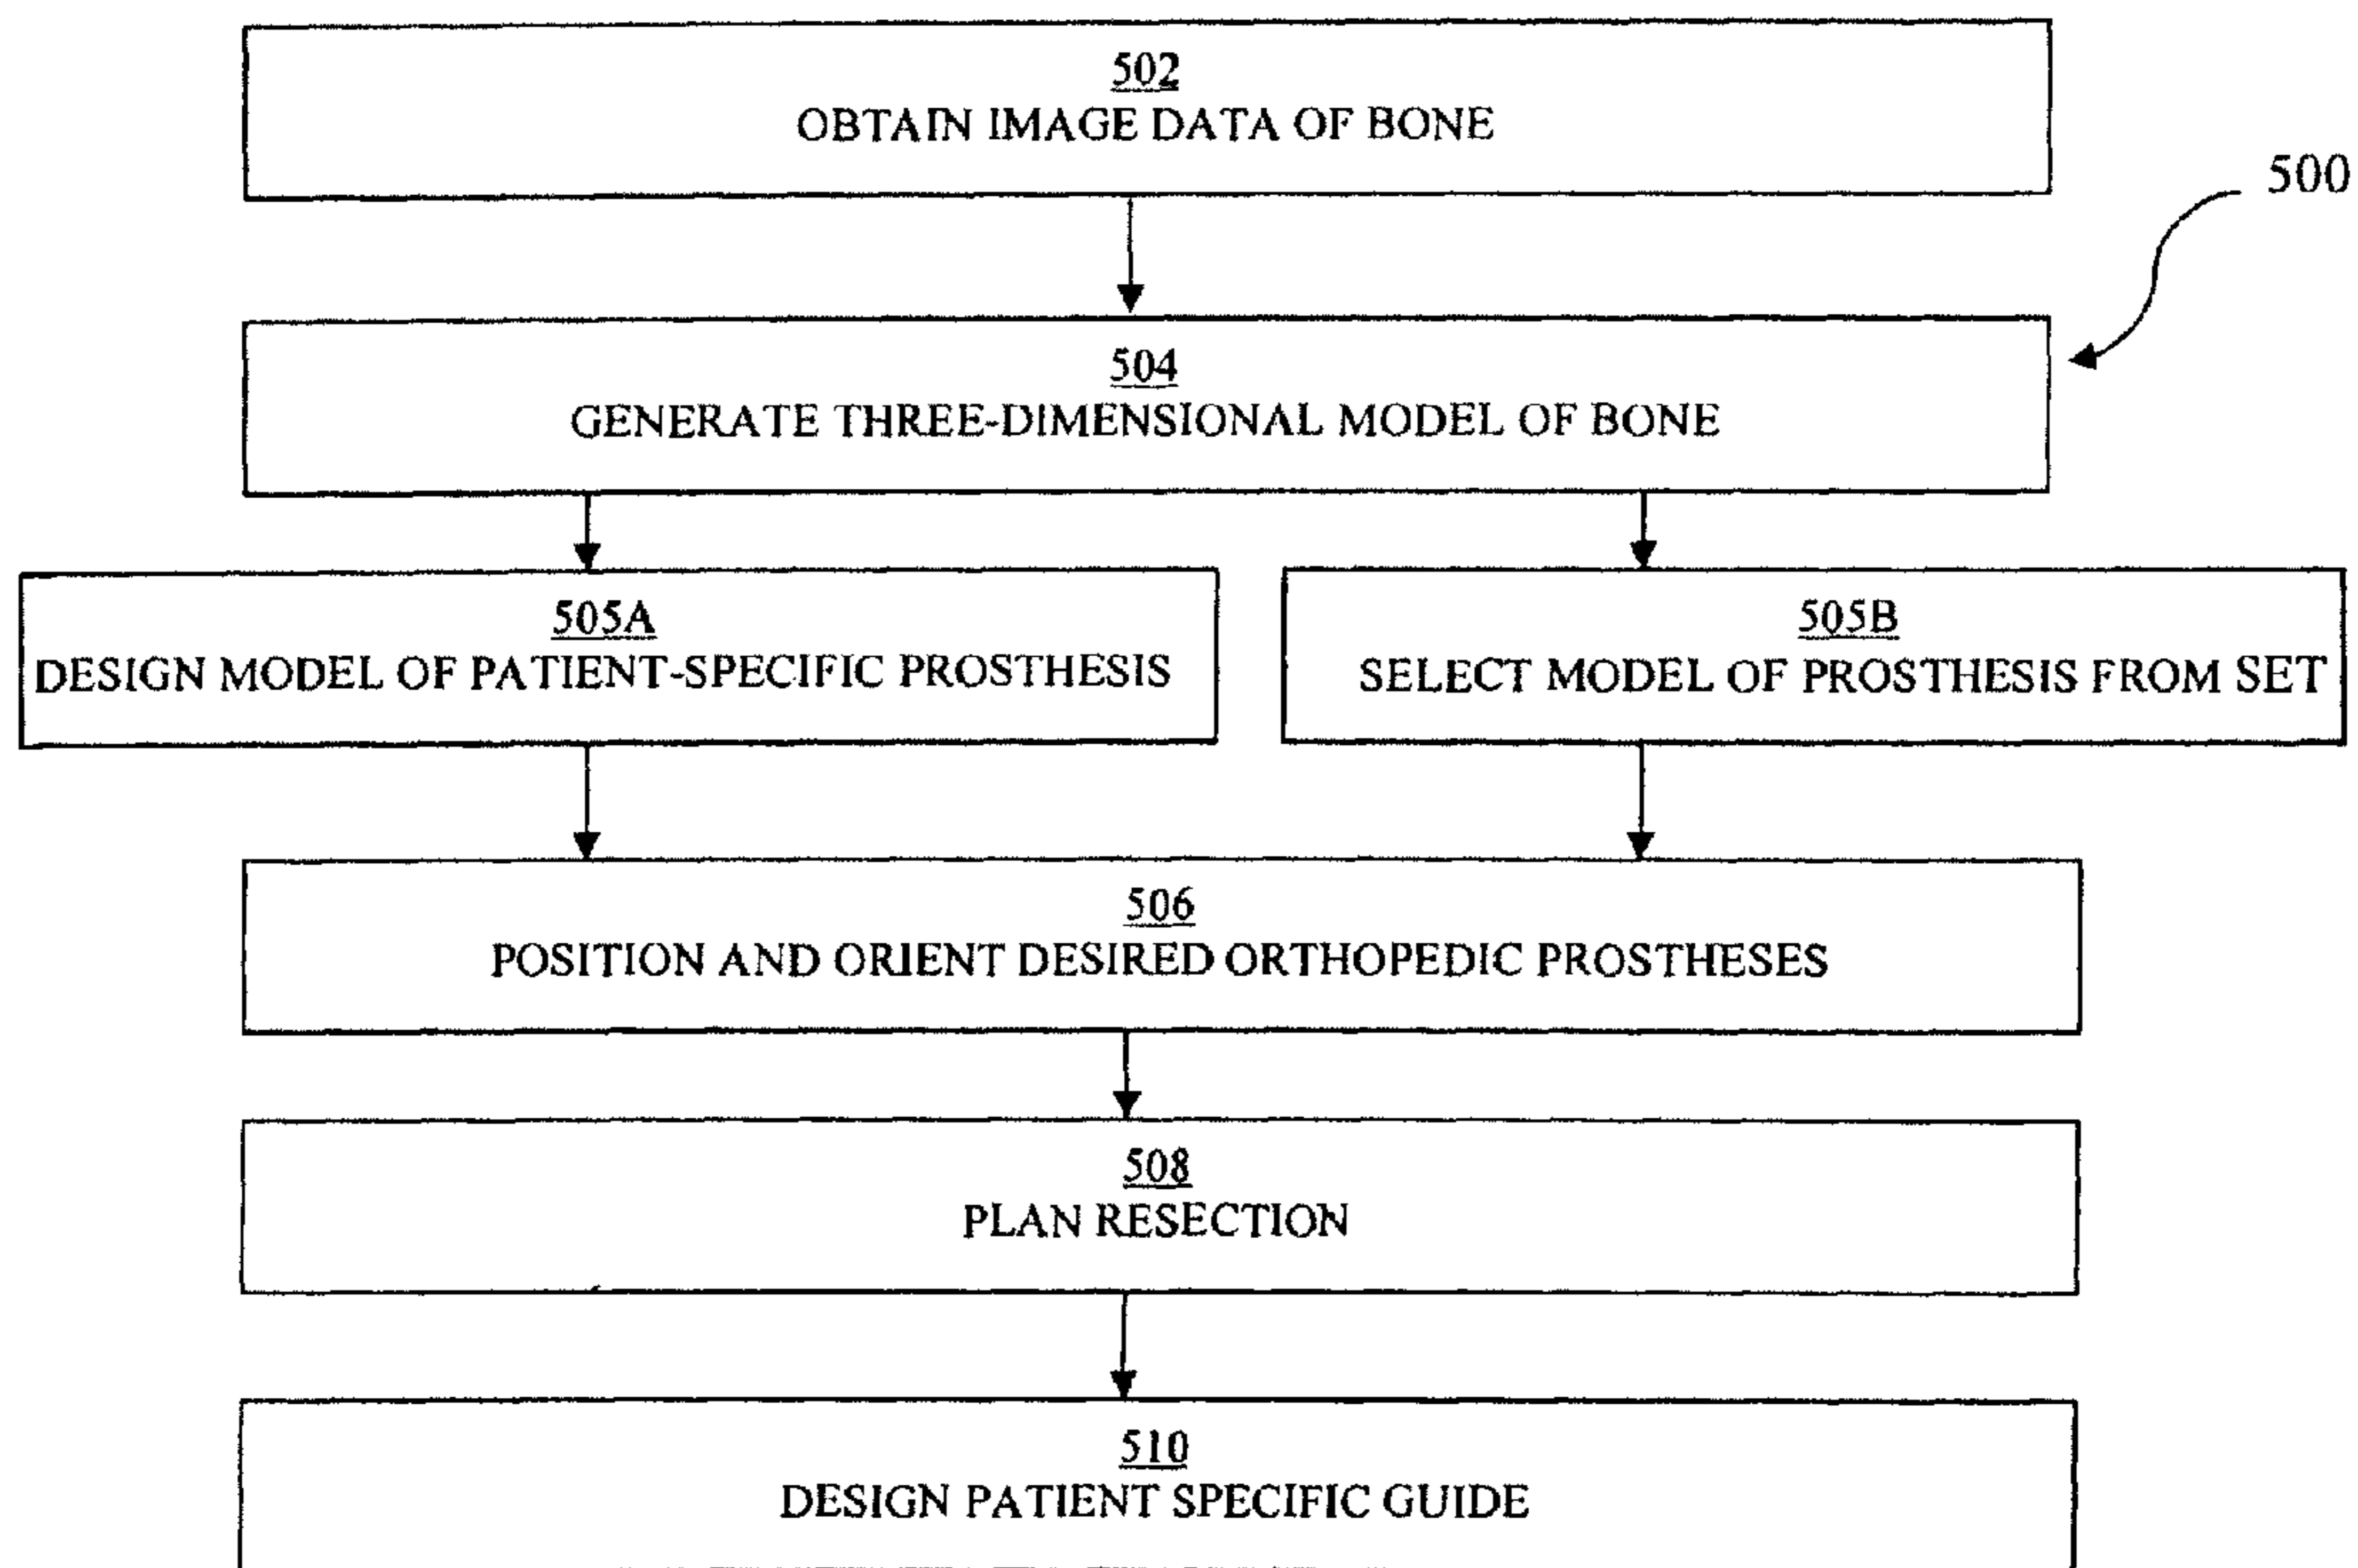 502
OBTAIN IMAGE DATA OF BONE
500
504
GENERATE THREE-DIMENSIONAL MODEL OF BONE
505A
DESIGN MODEL OF PATIENT-SPECIFIC PROSTHESIS
505B
SELECT MODEL OF PROSTHESIS FROM SET
506
POSITION AND ORIENT DESIRED ORTHOPEDIC PROSTHESES
508
PLAN RESECTION
510
DESIGN PATIENT SPECIFIC GUIDE